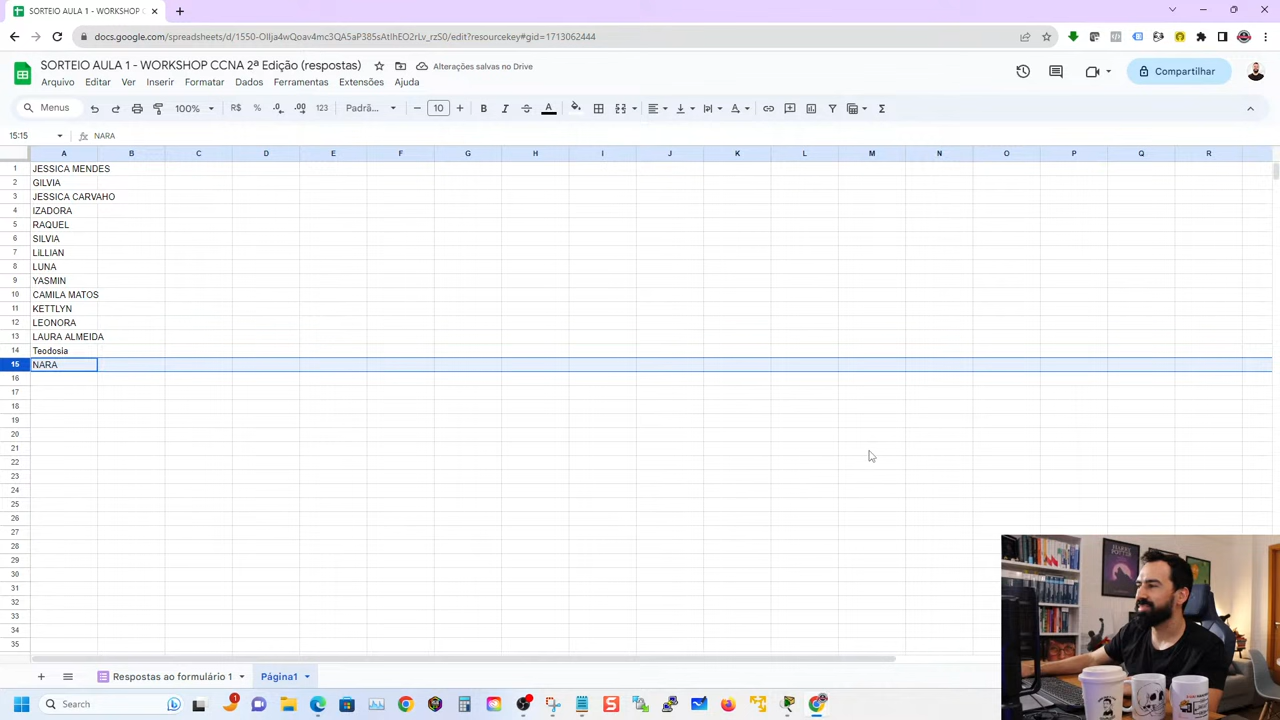 SORTEIO AULA 1 - WORKSHOP C
docs.google.com/spreadsheets/d/1550-OIIja4wQoav4mc3QA5aP385sAtIhEO2rLv_rzS0/edit?resourcekey#gid=1713062444
SORTEIO AULA 1 - WORKSHOP CCNA 2ª Edição (respostas)
Alterações salvas no Drive
Arquivo Editar Ver Inserir Formatar Dados Ferramentas Extensões Ajuda
Compartilhar
Menus 100% R$ % .0 .00 123 Padrã... 10 B I A
15:15 fx NARA
A B C D E F G H I J K L M N O P Q R
1 JESSICA MENDES
2 GILVIA
3 JESSICA CARVAHO
4 IZADORA
5 RAQUEL
6 SILVIA
7 LiLLIAN
8 LUNA
9 YASMIN
10 CAMILA MATOS
11 KETTLYN
12 LEONORA
13 LAURA ALMEIDA
14 Teodosia
15 NARA
16
17
18
19
20
21
22
23
24
25
26
27
28
29
30
31
32
33
34
35
Respostas ao formulário 1 Página1
Search